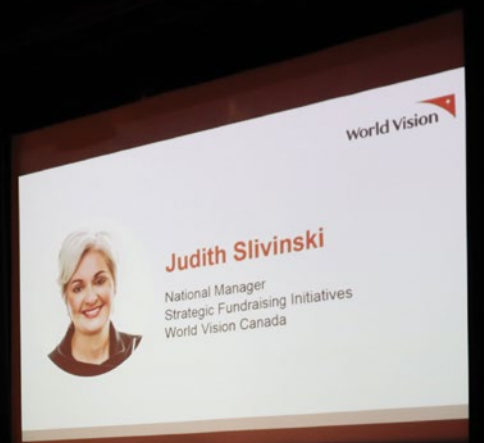 World Vision
Judith Slivinski
National Manager
Strategic Fundraising Initiatives
World Vision Canada